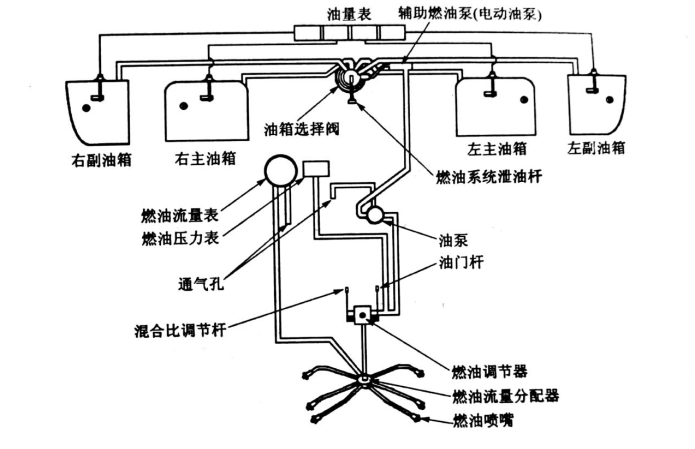 油量表
辅助燃油泵(电动油泵)
油箱选择阀
右副油箱
右主油箱
左主油箱
左副油箱
燃油系统泄油杆
燃油流量表
燃油压力表
油泵
油门杆
通气孔
混合比调节杆
燃油调节器
燃油流量分配器
燃油喷嘴